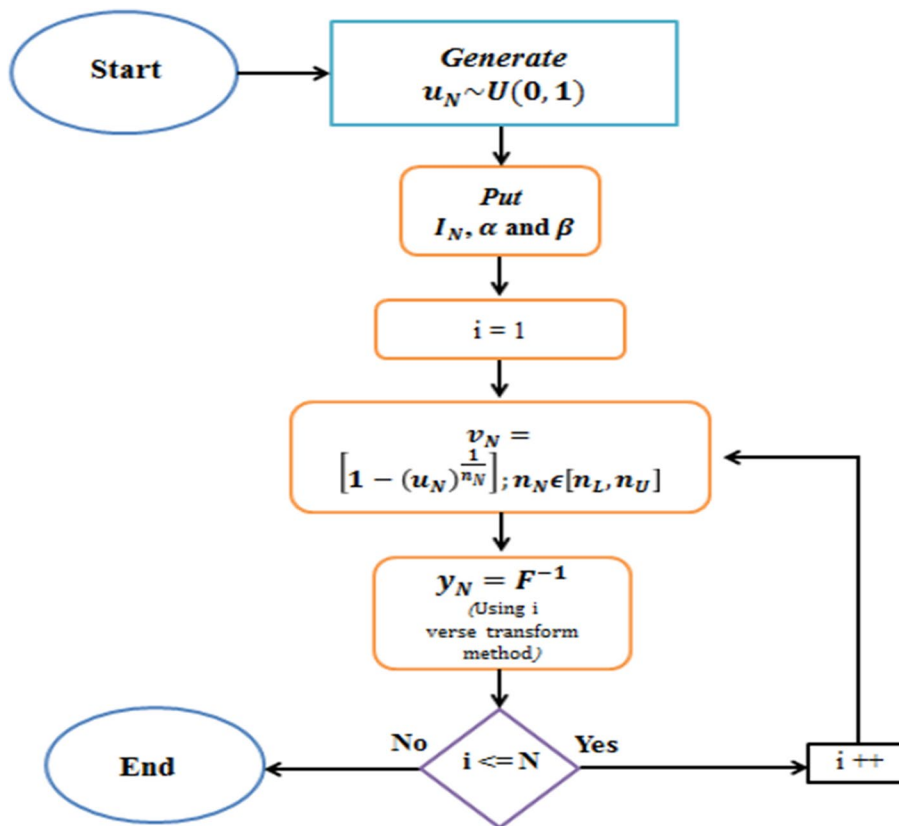 Start
Generate
u_N~U(0, 1)
Put
I_N, α and β
i = 1
v_N =
[1 − (u_N)^{1/n_N}]; n_N ϵ[n_L, n_U]
y_N = F^{−1}
(Using i
verse transform
method)
No
i <= N
Yes
i ++
End